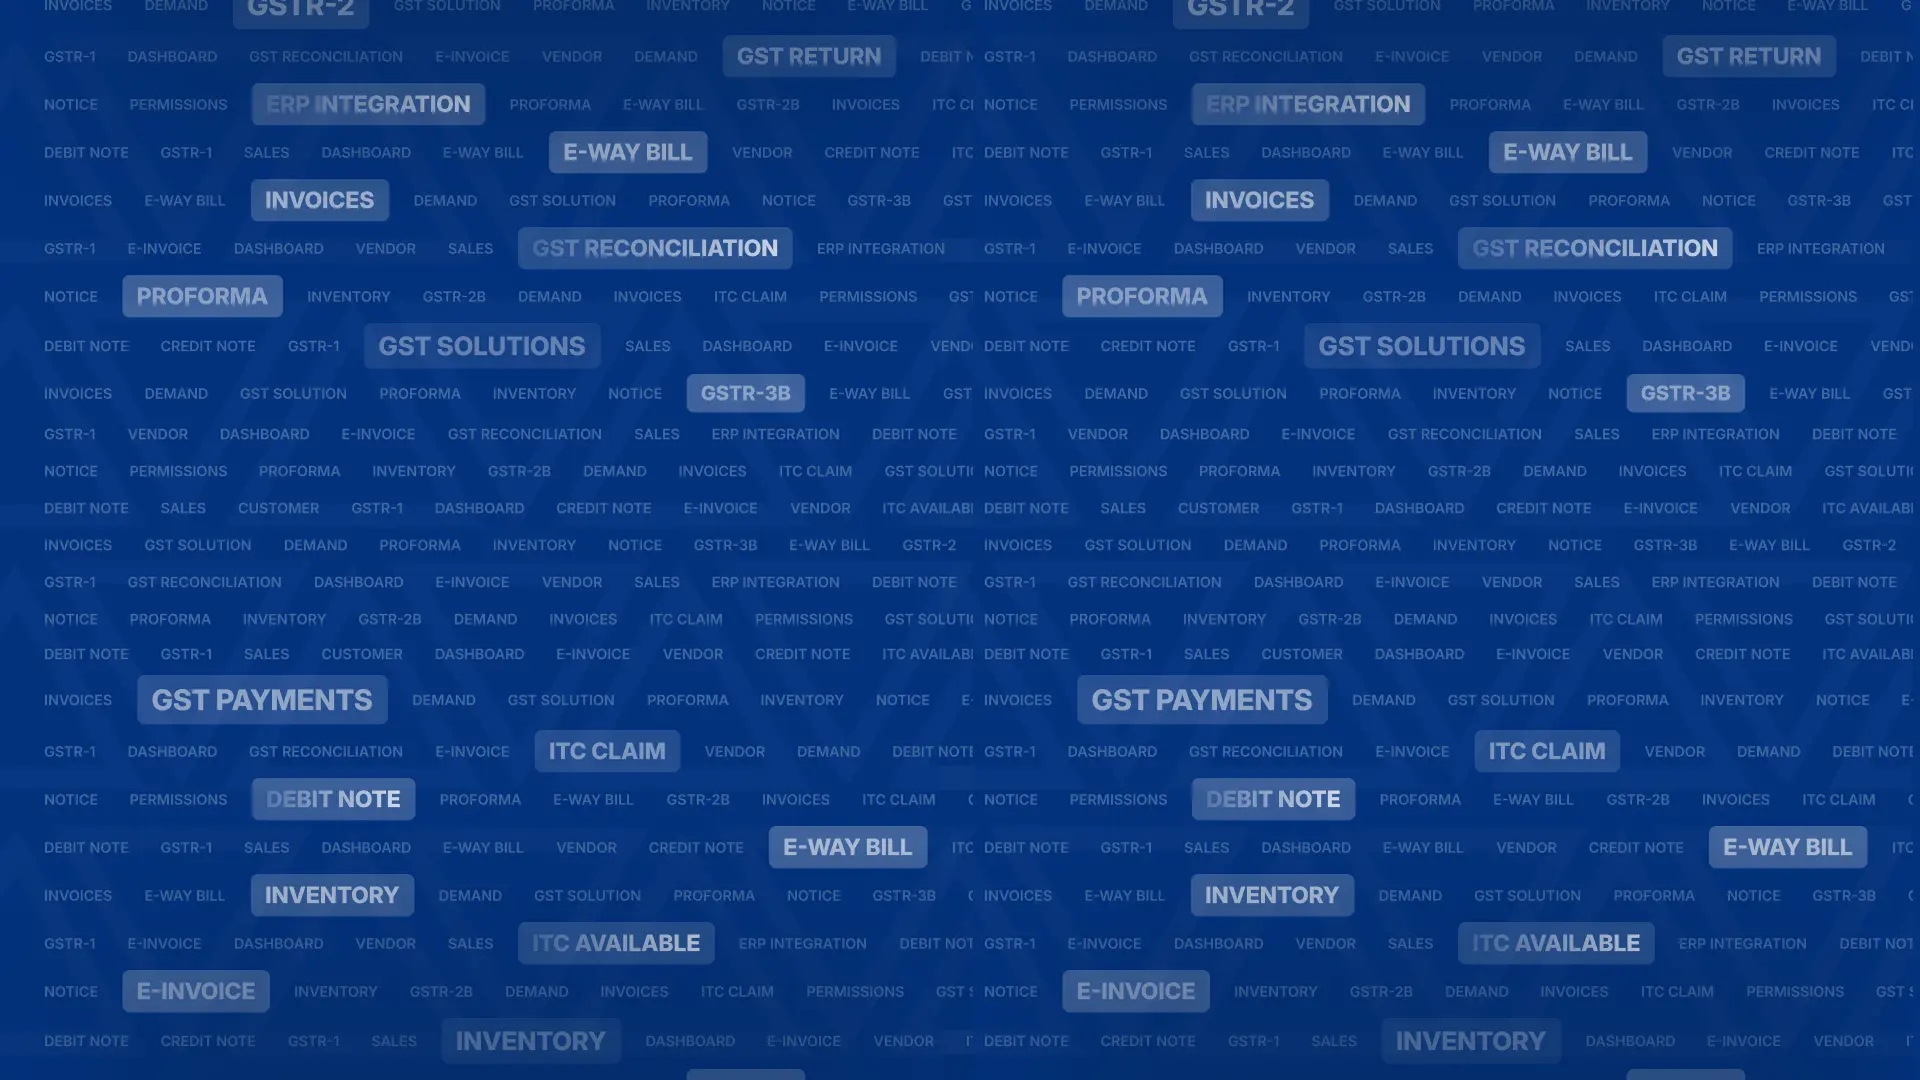 INVOICES DEMAND GSTR-2 GST SOLUTION PROFORMA INVENTORY NOTICE E-WAY BILL G INVOICES DEMAND GSTR-2 GST SOLUTION PROFORMA INVENTORY NOTICE E-WAY BILL G
GSTR-1 DASHBOARD GST RECONCILIATION E-INVOICE VENDOR DEMAND GST RETURN DEBIT N GSTR-1 DASHBOARD GST RECONCILIATION E-INVOICE VENDOR DEMAND GST RETURN DEBIT N
NOTICE PERMISSIONS ERP INTEGRATION PROFORMA E-WAY BILL GSTR-2B INVOICES ITC CL NOTICE PERMISSIONS ERP INTEGRATION PROFORMA E-WAY BILL GSTR-2B INVOICES ITC CL
DEBIT NOTE GSTR-1 SALES DASHBOARD E-WAY BILL E-WAY BILL VENDOR CREDIT NOTE ITC DEBIT NOTE GSTR-1 SALES DASHBOARD E-WAY BILL E-WAY BILL VENDOR CREDIT NOTE ITC
INVOICES E-WAY BILL INVOICES DEMAND GST SOLUTION PROFORMA NOTICE GSTR-3B GST INVOICES E-WAY BILL INVOICES DEMAND GST SOLUTION PROFORMA NOTICE GSTR-3B GST
GSTR-1 E-INVOICE DASHBOARD VENDOR SALES GST RECONCILIATION ERP INTEGRATION GSTR-1 E-INVOICE DASHBOARD VENDOR SALES GST RECONCILIATION ERP INTEGRATION
NOTICE PROFORMA INVENTORY GSTR-2B DEMAND INVOICES ITC CLAIM PERMISSIONS GST NOTICE PROFORMA INVENTORY GSTR-2B DEMAND INVOICES ITC CLAIM PERMISSIONS GST
DEBIT NOTE CREDIT NOTE GSTR-1 GST SOLUTIONS SALES DASHBOARD E-INVOICE VEND DEBIT NOTE CREDIT NOTE GSTR-1 GST SOLUTIONS SALES DASHBOARD E-INVOICE VEND
INVOICES DEMAND GST SOLUTION PROFORMA INVENTORY NOTICE GSTR-3B E-WAY BILL GST INVOICES DEMAND GST SOLUTION PROFORMA INVENTORY NOTICE GSTR-3B E-WAY BILL GST
GSTR-1 VENDOR DASHBOARD E-INVOICE GST RECONCILIATION SALES ERP INTEGRATION DEBIT NOTE GSTR-1 VENDOR DASHBOARD E-INVOICE GST RECONCILIATION SALES ERP INTEGRATION DEBIT NOTE
NOTICE PERMISSIONS PROFORMA INVENTORY GSTR-2B DEMAND INVOICES ITC CLAIM GST SOLUTI NOTICE PERMISSIONS PROFORMA INVENTORY GSTR-2B DEMAND INVOICES ITC CLAIM GST SOLUTI
DEBIT NOTE SALES CUSTOMER GSTR-1 DASHBOARD CREDIT NOTE E-INVOICE VENDOR ITC AVAILABL DEBIT NOTE SALES CUSTOMER GSTR-1 DASHBOARD CREDIT NOTE E-INVOICE VENDOR ITC AVAILABL
INVOICES GST SOLUTION DEMAND PROFORMA INVENTORY NOTICE GSTR-3B E-WAY BILL GSTR-2 INVOICES GST SOLUTION DEMAND PROFORMA INVENTORY NOTICE GSTR-3B E-WAY BILL GSTR-2
GSTR-1 GST RECONCILIATION DASHBOARD E-INVOICE VENDOR SALES ERP INTEGRATION DEBIT NOTE GSTR-1 GST RECONCILIATION DASHBOARD E-INVOICE VENDOR SALES ERP INTEGRATION DEBIT NOTE
NOTICE PROFORMA INVENTORY GSTR-2B DEMAND INVOICES ITC CLAIM PERMISSIONS GST SOLUTI NOTICE PROFORMA INVENTORY GSTR-2B DEMAND INVOICES ITC CLAIM PERMISSIONS GST SOLUTI
DEBIT NOTE GSTR-1 SALES CUSTOMER DASHBOARD E-INVOICE VENDOR CREDIT NOTE ITC AVAILABL DEBIT NOTE GSTR-1 SALES CUSTOMER DASHBOARD E-INVOICE VENDOR CREDIT NOTE ITC AVAILABL
INVOICES GST PAYMENTS DEMAND GST SOLUTION PROFORMA INVENTORY NOTICE E- INVOICES GST PAYMENTS DEMAND GST SOLUTION PROFORMA INVENTORY NOTICE E-
GSTR-1 DASHBOARD GST RECONCILIATION E-INVOICE ITC CLAIM VENDOR DEMAND DEBIT NOTE GSTR-1 DASHBOARD GST RECONCILIATION E-INVOICE ITC CLAIM VENDOR DEMAND DEBIT NOTE
NOTICE PERMISSIONS DEBIT NOTE PROFORMA E-WAY BILL GSTR-2B INVOICES ITC CLAIM NOTICE PERMISSIONS DEBIT NOTE PROFORMA E-WAY BILL GSTR-2B INVOICES ITC CLAIM
DEBIT NOTE GSTR-1 SALES DASHBOARD E-WAY BILL VENDOR CREDIT NOTE E-WAY BILL ITC DEBIT NOTE GSTR-1 SALES DASHBOARD E-WAY BILL VENDOR CREDIT NOTE E-WAY BILL ITC
INVOICES E-WAY BILL INVENTORY DEMAND GST SOLUTION PROFORMA NOTICE GSTR-3B INVOICES E-WAY BILL INVENTORY DEMAND GST SOLUTION PROFORMA NOTICE GSTR-3B
GSTR-1 E-INVOICE DASHBOARD VENDOR SALES ITC AVAILABLE ERP INTEGRATION DEBIT NOT GSTR-1 E-INVOICE DASHBOARD VENDOR SALES ITC AVAILABLE ERP INTEGRATION DEBIT NOT
NOTICE E-INVOICE INVENTORY GSTR-2B DEMAND INVOICES ITC CLAIM PERMISSIONS GST S NOTICE E-INVOICE INVENTORY GSTR-2B DEMAND INVOICES ITC CLAIM PERMISSIONS GST S
DEBIT NOTE CREDIT NOTE GSTR-1 SALES INVENTORY DASHBOARD E-INVOICE VENDOR DEBIT NOTE CREDIT NOTE GSTR-1 SALES INVENTORY DASHBOARD E-INVOICE VENDOR